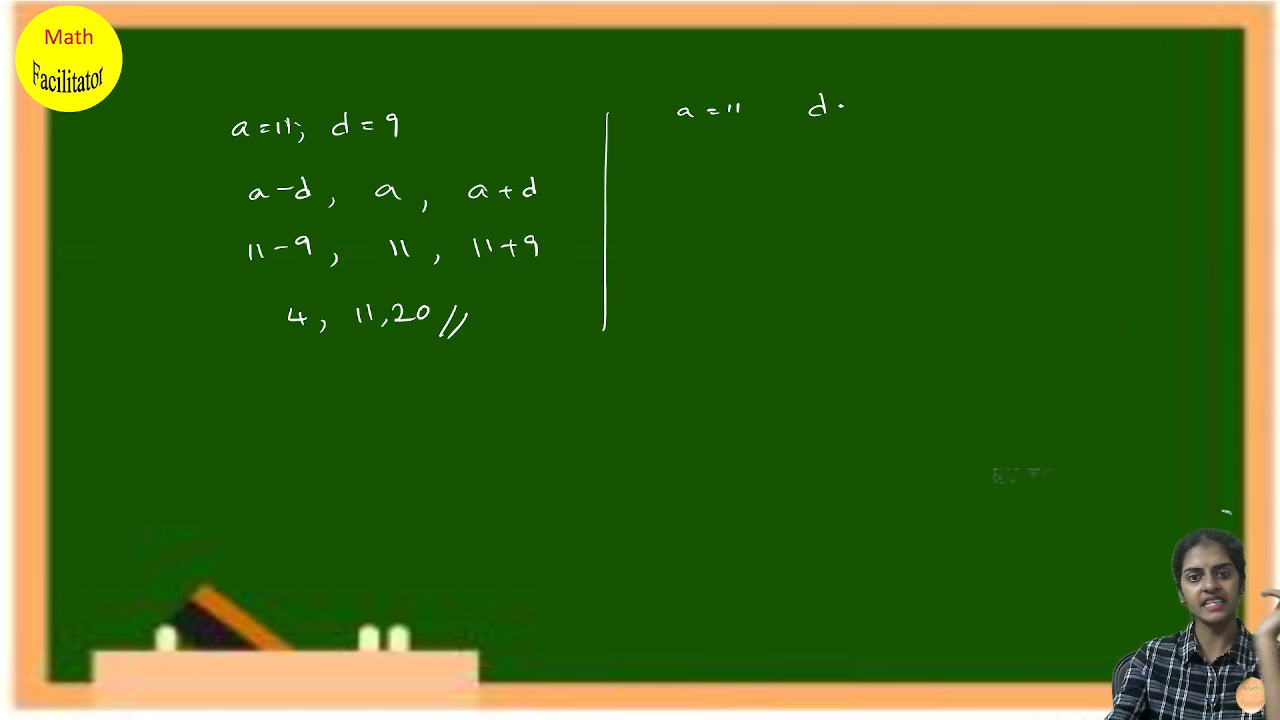 Math
Facilitator
a = 11; d = 9
a - d, a, a + d
11 - 9, 11, 11 + 9
4, 11, 20 //
a = 11 d